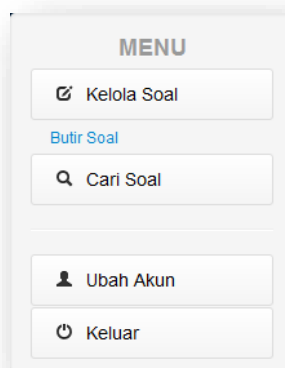 MENU
Kelola Soal
Butir Soal
Cari Soal
Ubah Akun
Keluar